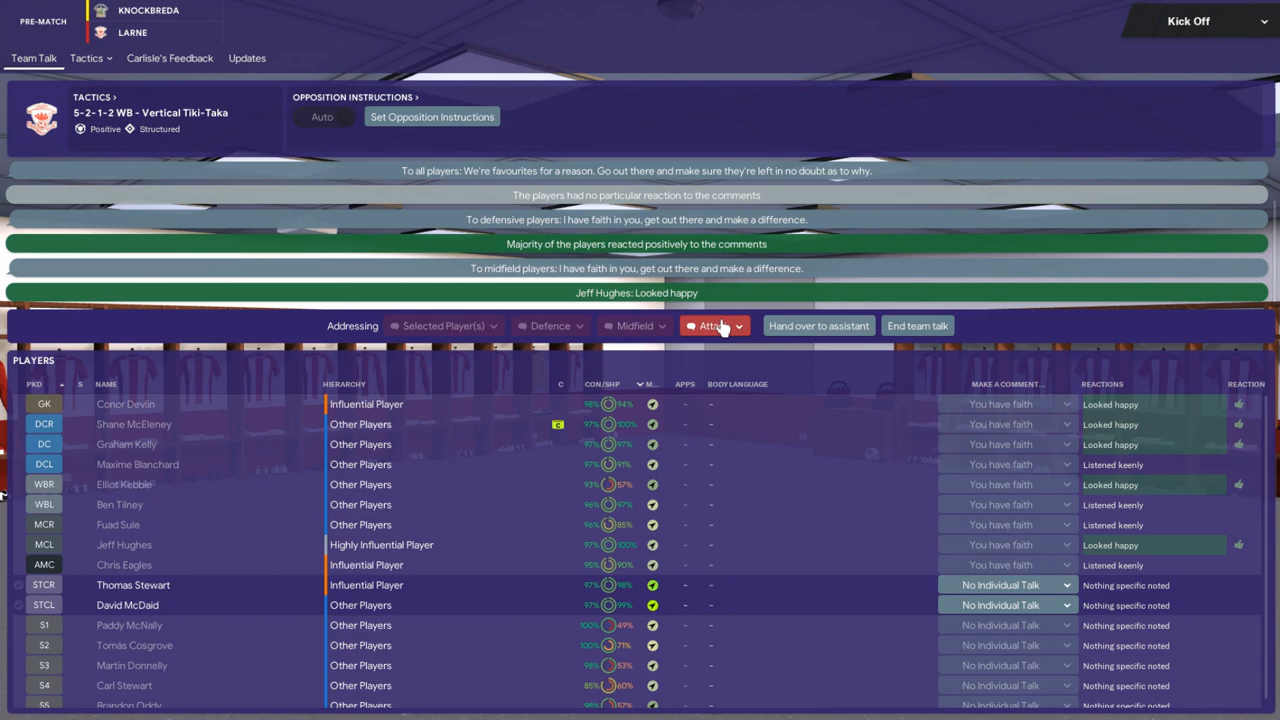 PRE-MATCH
KNOCKBREDA
LARNE
Kick Off
Team Talk Tactics Carlisle's Feedback Updates
TACTICS >
5-2-1-2 WB - Vertical Tiki-Taka
Positive Structured
OPPOSITION INSTRUCTIONS >
Auto Set Opposition Instructions
To all players: We're favourites for a reason. Go out there and make sure they're left in no doubt as to why.
The players had no particular reaction to the comments
To defensive players: I have faith in you, get out there and make a difference.
Majority of the players reacted positively to the comments
To midfield players: I have faith in you, get out there and make a difference.
Jeff Hughes: Looked happy
Addressing Selected Player(s) Defence Midfield Hand over to assistant End team talk
PLAYERS
PKD S NAME HIERARCHY C CON/SHP M... APPS BODY LANGUAGE MAKE A COMMENT... REACTIONS REACTION
GK Conor Devlin Influential Player 98% 94% - - You have faith Looked happy
DCR Shane McEleney Other Players C 97% 100% - - You have faith Looked happy
DC Graham Kelly Other Players 97% 97% - - You have faith Looked happy
DCL Maxime Blanchard Other Players 97% 91% - - You have faith Listened keenly
WBR Elliot Kebbie Other Players 93% 57% - - You have faith Looked happy
WBL Ben Tilney Other Players 96% 97% - - You have faith Listened keenly
MCR Fuad Sule Other Players 96% 85% - - You have faith Listened keenly
MCL Jeff Hughes Highly Influential Player 97% 100% - - You have faith Looked happy
AMC Chris Eagles Influential Player 95% 90% - - You have faith Listened keenly
STCR Thomas Stewart Influential Player 97% 98% - - No Individual Talk Nothing specific noted
STCL David McDaid Other Players 97% 99% - - No Individual Talk Nothing specific noted
S1 Paddy McNally Other Players 100% 49% - - No Individual Talk Nothing specific noted
S2 Tomás Cosgrove Other Players 100% 71% - - No Individual Talk Nothing specific noted
S3 Martin Donnelly Other Players 98% 53% - - No Individual Talk Nothing specific noted
S4 Carl Stewart Other Players 85% 60% - - No Individual Talk Nothing specific noted
S5 Brandon Oddy Other Players 98% 57% - - No Individual Talk Nothing specific noted